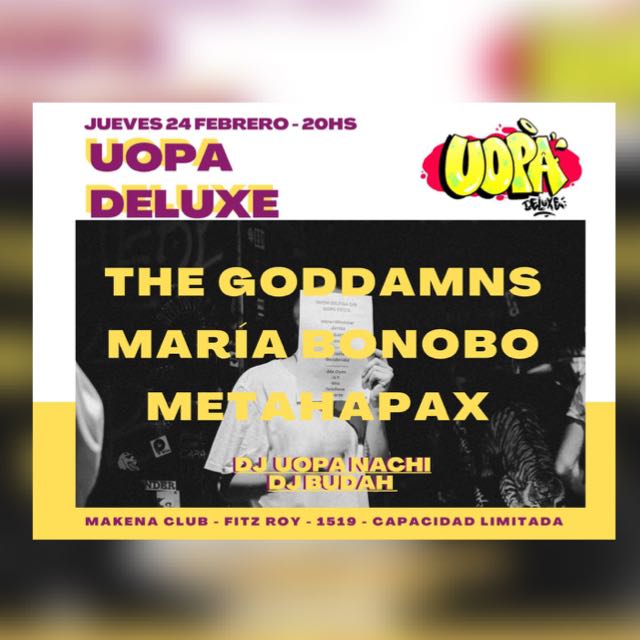 JUEVES 24 FEBRERO - 20HS
UOPA
DELUXE
UOPA
DELUXE
THE GODDAMNS
MARÍA BONOBO
METAHAPAX
DJ UOPA NACHI
DJ BUDAH
MAKENA CLUB - FITZ ROY - 1519 - CAPACIDAD LIMITADA